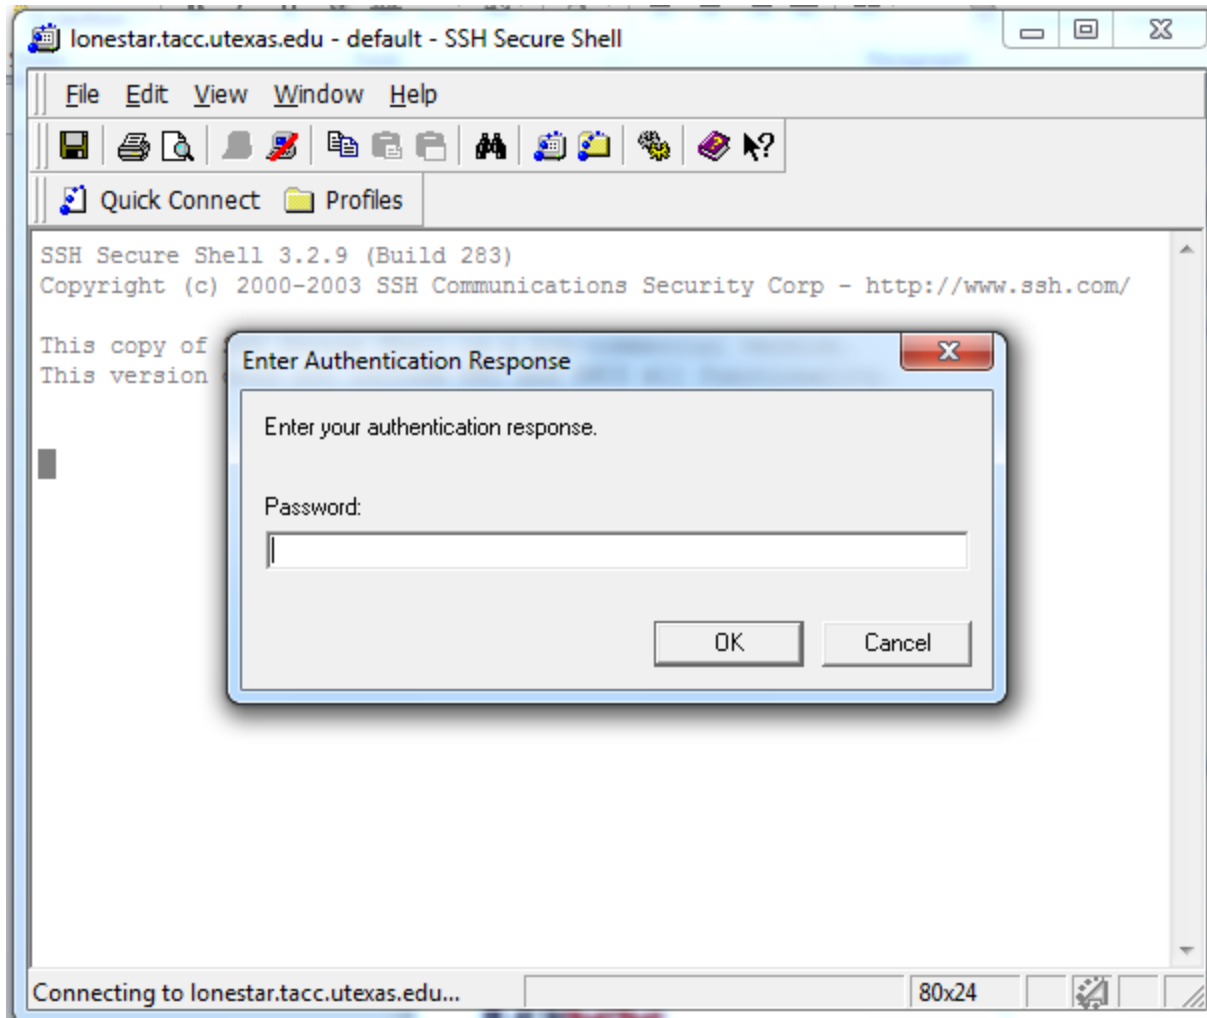 lonestar.tacc.utexas.edu - default - SSH Secure Shell
File Edit View Window Help
Quick Connect Profiles
SSH Secure Shell 3.2.9 (Build 283)
Copyright (c) 2000-2003 SSH Communications Security Corp - http://www.ssh.com/
This copy of
This version
Enter Authentication Response
Enter your authentication response.
Password:
OK Cancel
Connecting to lonestar.tacc.utexas.edu... 80x24